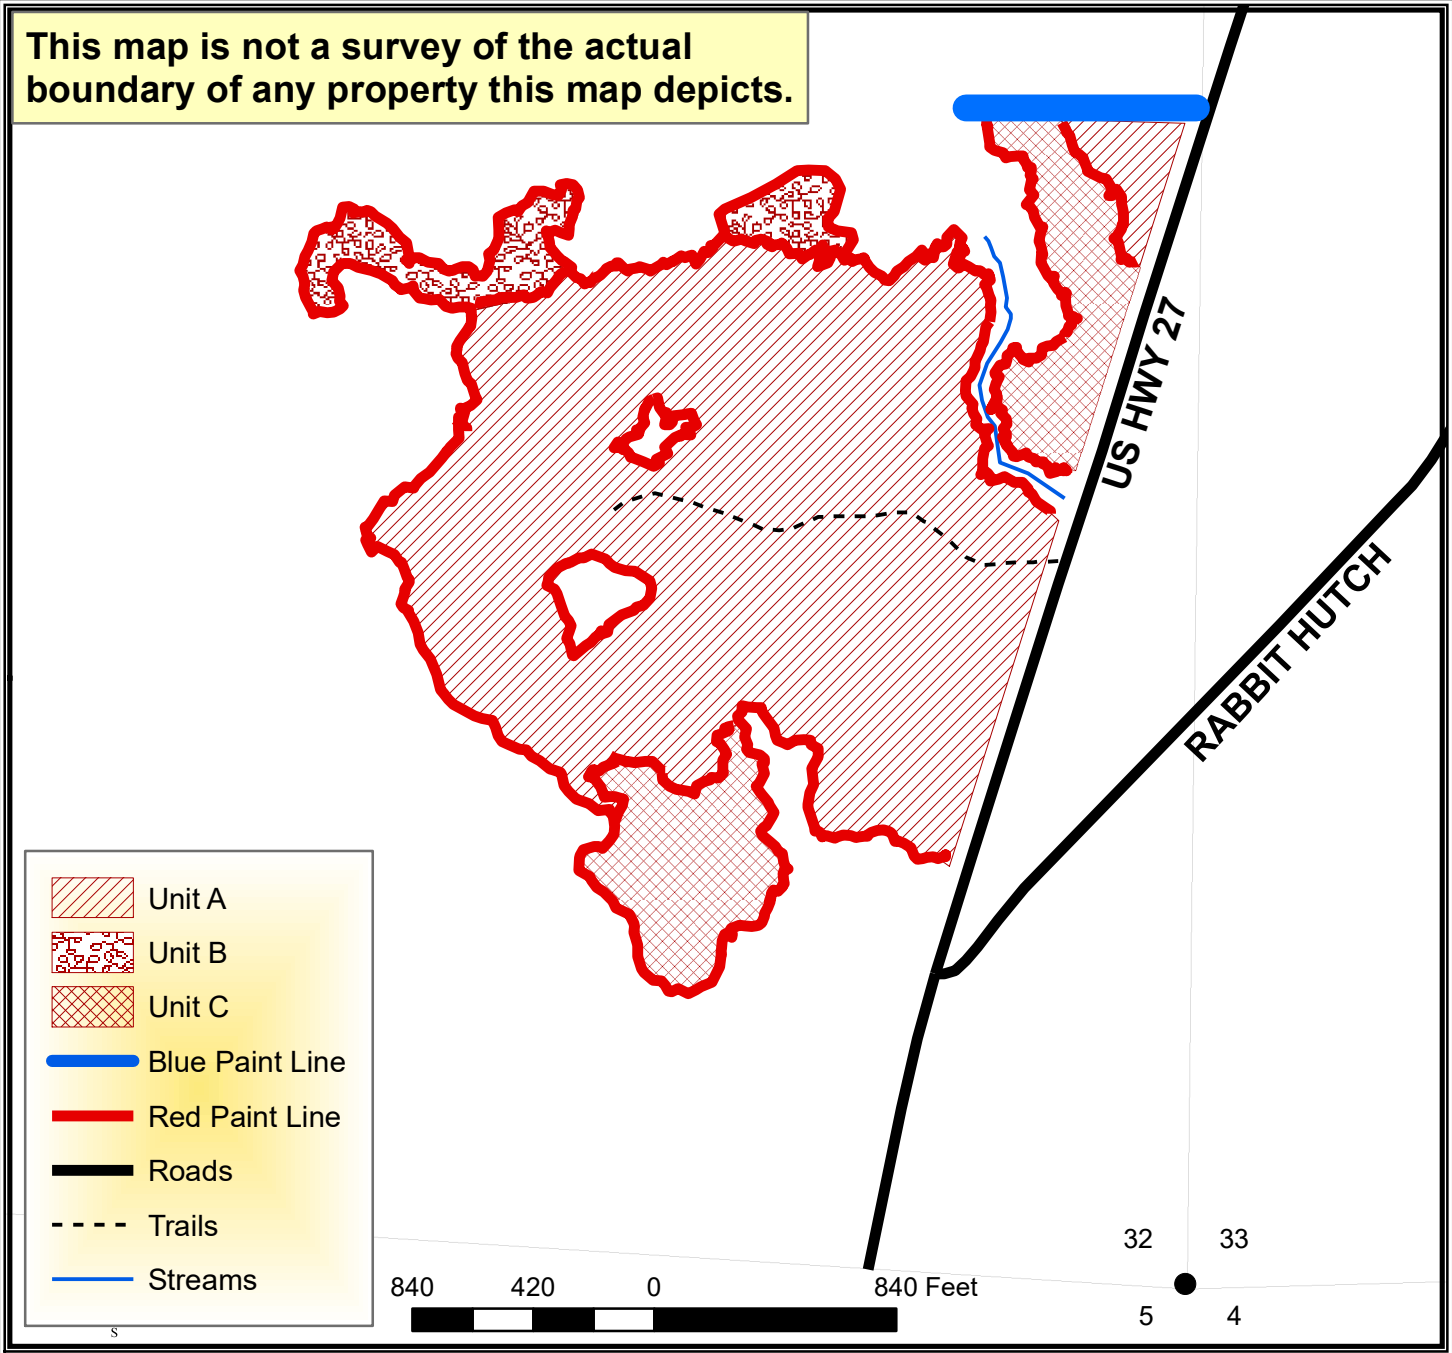 This map is not a survey of the actual
boundary of any property this map depicts.
US HWY 27
RABBIT HUTCH
Unit A
Unit B
Unit C
Blue Paint Line
Red Paint Line
Roads
Trails
Streams
S
840 420 0 840 Feet
32 33
5 4